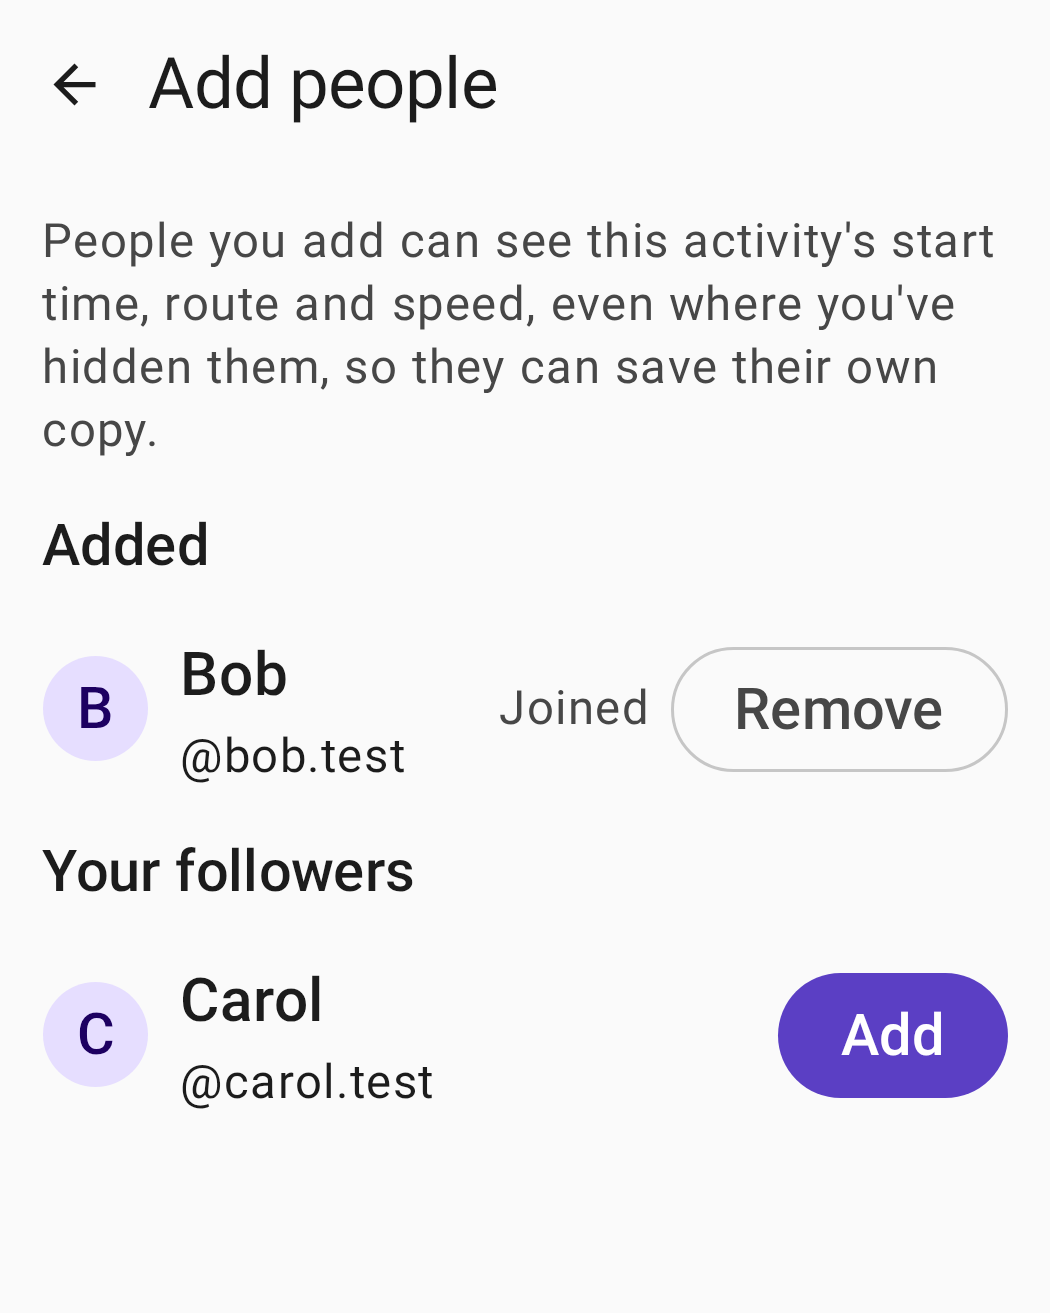 Add people
People you add can see this activity's start
time, route and speed, even where you've
hidden them, so they can save their own
copy.
Added
B
Bob
@bob.test
Joined
Remove
Your followers
C
Carol
@carol.test
Add